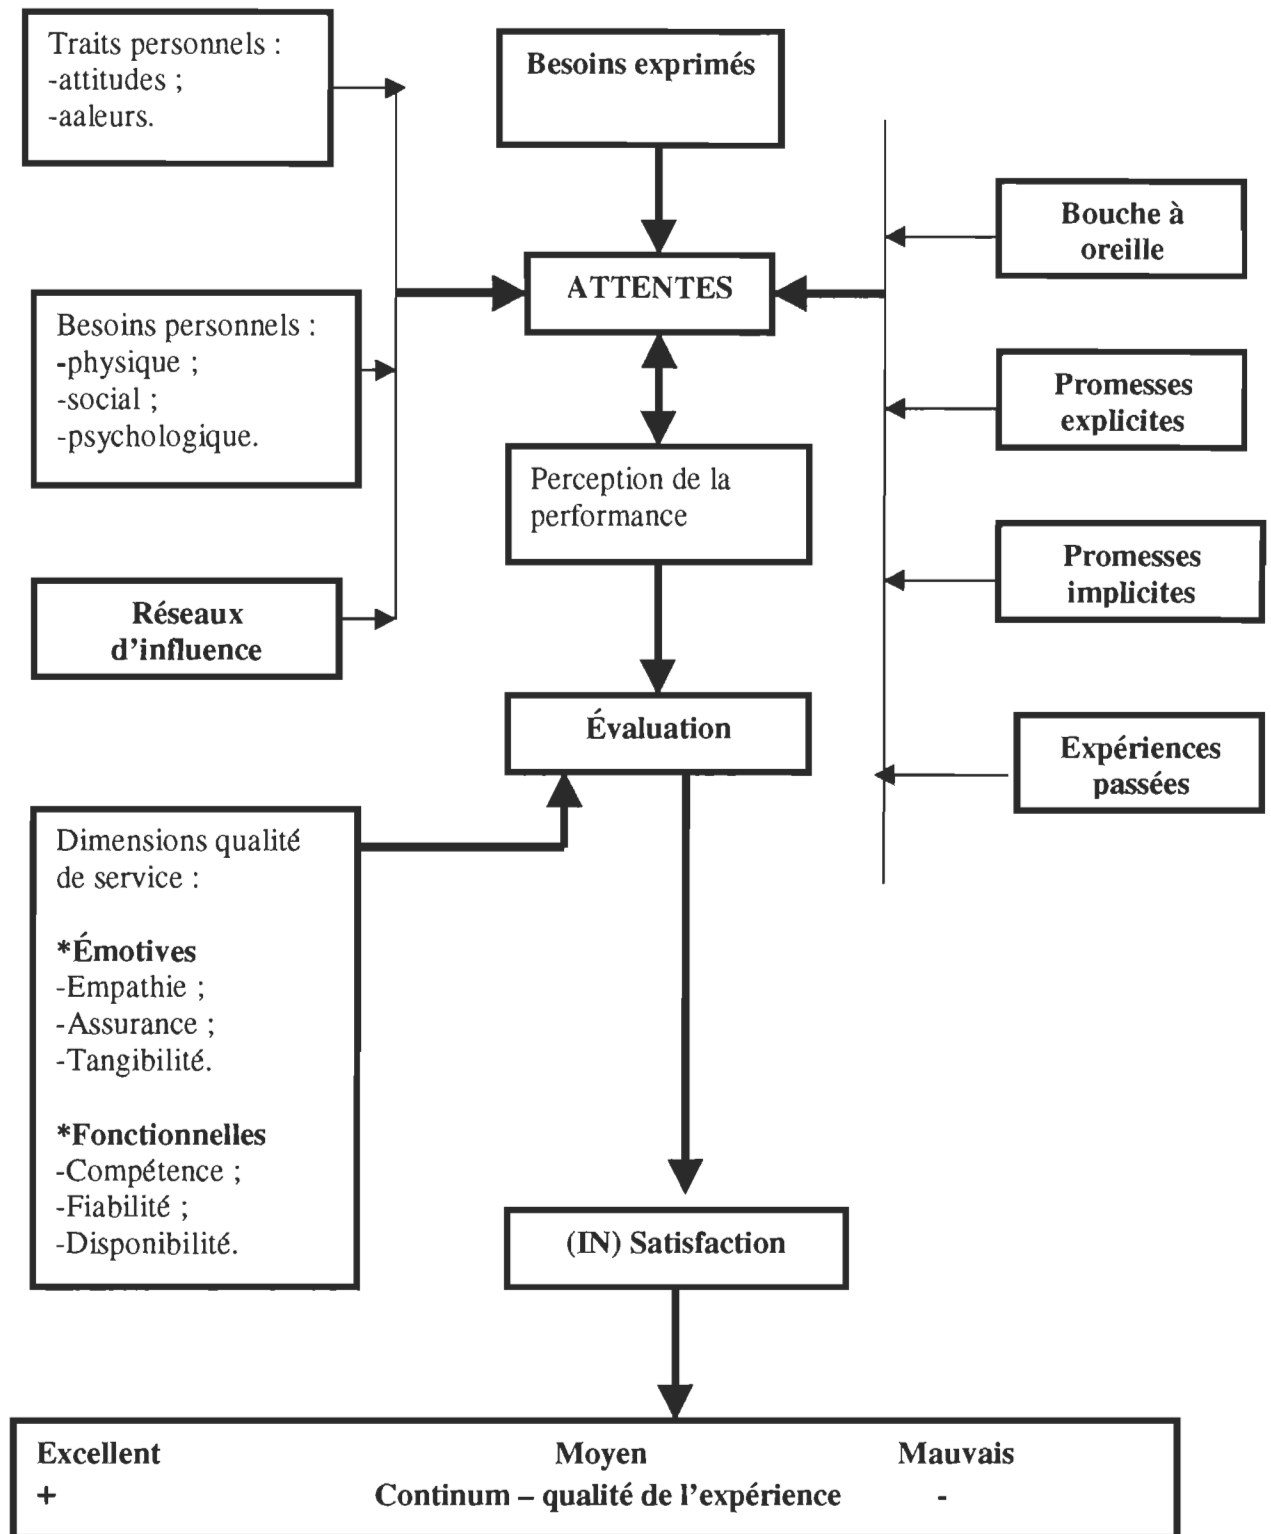 Traits personnels :
-attitudes ;
-aaleurs.
Besoins exprimés
Bouche à
oreille
ATTENTES
Besoins personnels :
-physique ;
-social ;
-psychologique.
Promesses
explicites
Perception de la
performance
Promesses
implicites
Réseaux
d’influence
Évaluation
Expériences
passées
Dimensions qualité
de service :
*Émotives
-Empathie ;
-Assurance ;
-Tangibilité.
*Fonctionnelles
-Compétence ;
-Fiabilité ;
-Disponibilité.
(IN) Satisfaction
Excellent Moyen Mauvais
+ Continum – qualité de l’expérience -